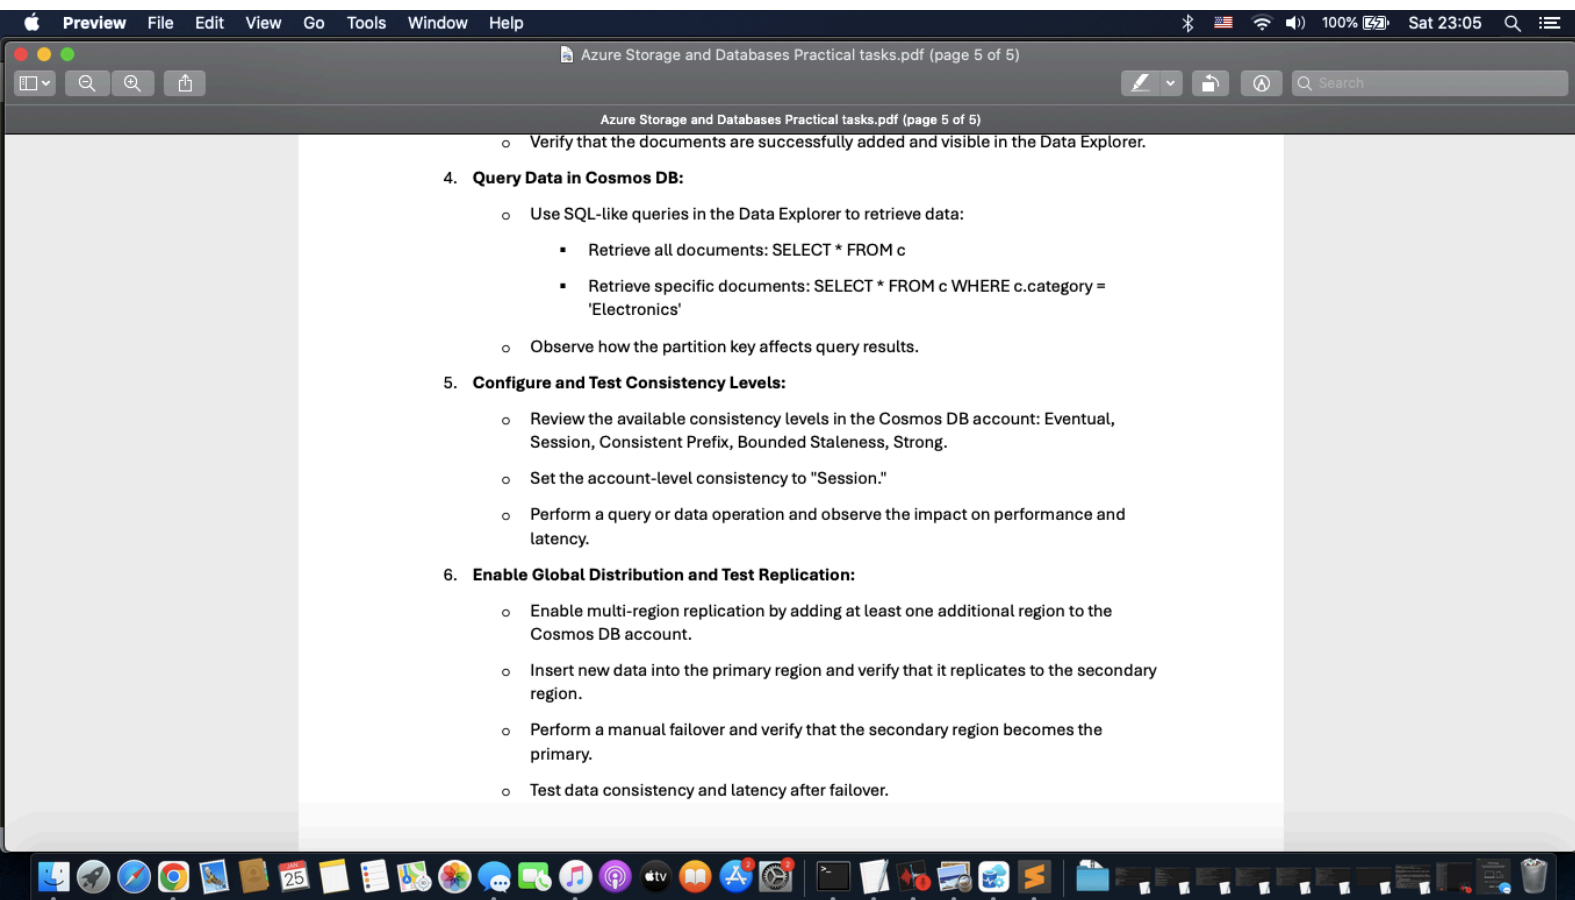 Preview File Edit View Go Tools Window Help 100% Sat 23:05
Azure Storage and Databases Practical tasks.pdf (page 5 of 5)
Search
Azure Storage and Databases Practical tasks.pdf (page 5 of 5)
o Verify that the documents are successfully added and visible in the Data Explorer.
4. Query Data in Cosmos DB:
o Use SQL-like queries in the Data Explorer to retrieve data:
▪ Retrieve all documents: SELECT * FROM c
▪ Retrieve specific documents: SELECT * FROM c WHERE c.category =
'Electronics'
o Observe how the partition key affects query results.
5. Configure and Test Consistency Levels:
o Review the available consistency levels in the Cosmos DB account: Eventual,
Session, Consistent Prefix, Bounded Staleness, Strong.
o Set the account-level consistency to "Session."
o Perform a query or data operation and observe the impact on performance and
latency.
6. Enable Global Distribution and Test Replication:
o Enable multi-region replication by adding at least one additional region to the
Cosmos DB account.
o Insert new data into the primary region and verify that it replicates to the secondary
region.
o Perform a manual failover and verify that the secondary region becomes the
primary.
o Test data consistency and latency after failover.
JAN
25
tv
2
2